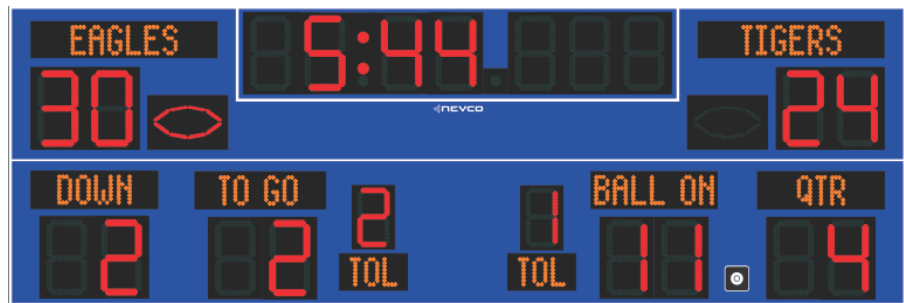 EAGLES 5:44 TIGERS
30 24
NEVCO
DOWN TO GO BALL ON QTR
2 2 2 1 11 4
TOL TOL